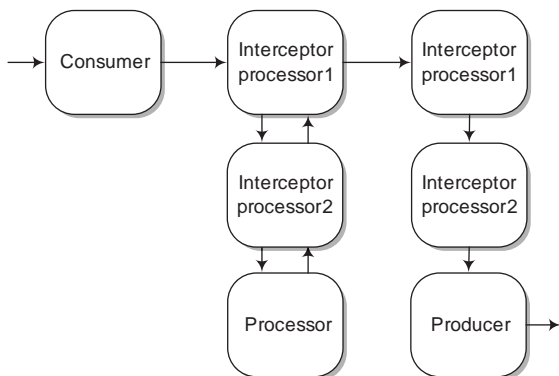 Consumer
Interceptor
processor1
Interceptor
processor1
Interceptor
processor2
Interceptor
processor2
Processor
Producer